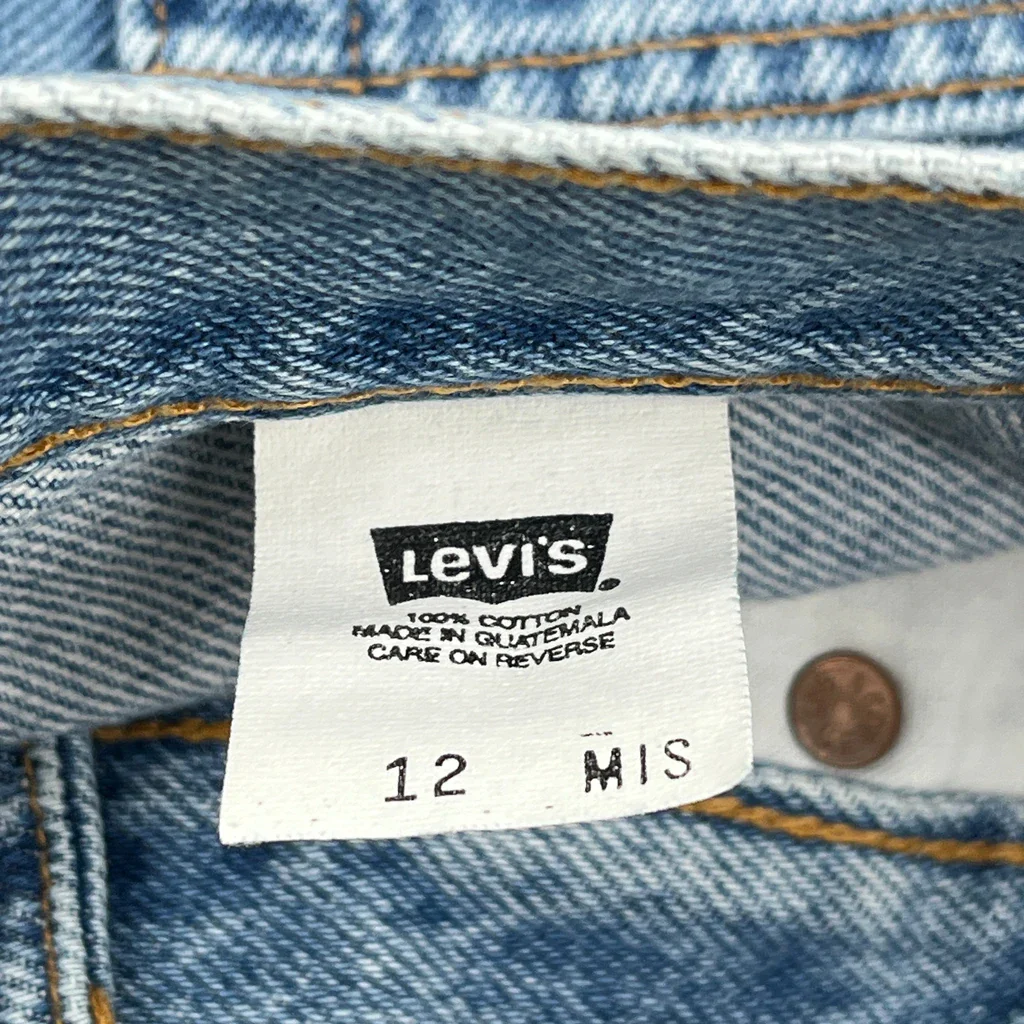 Levi's
100% COTTON
MADE IN GUATEMALA
CARE ON REVERSE
12 MIS